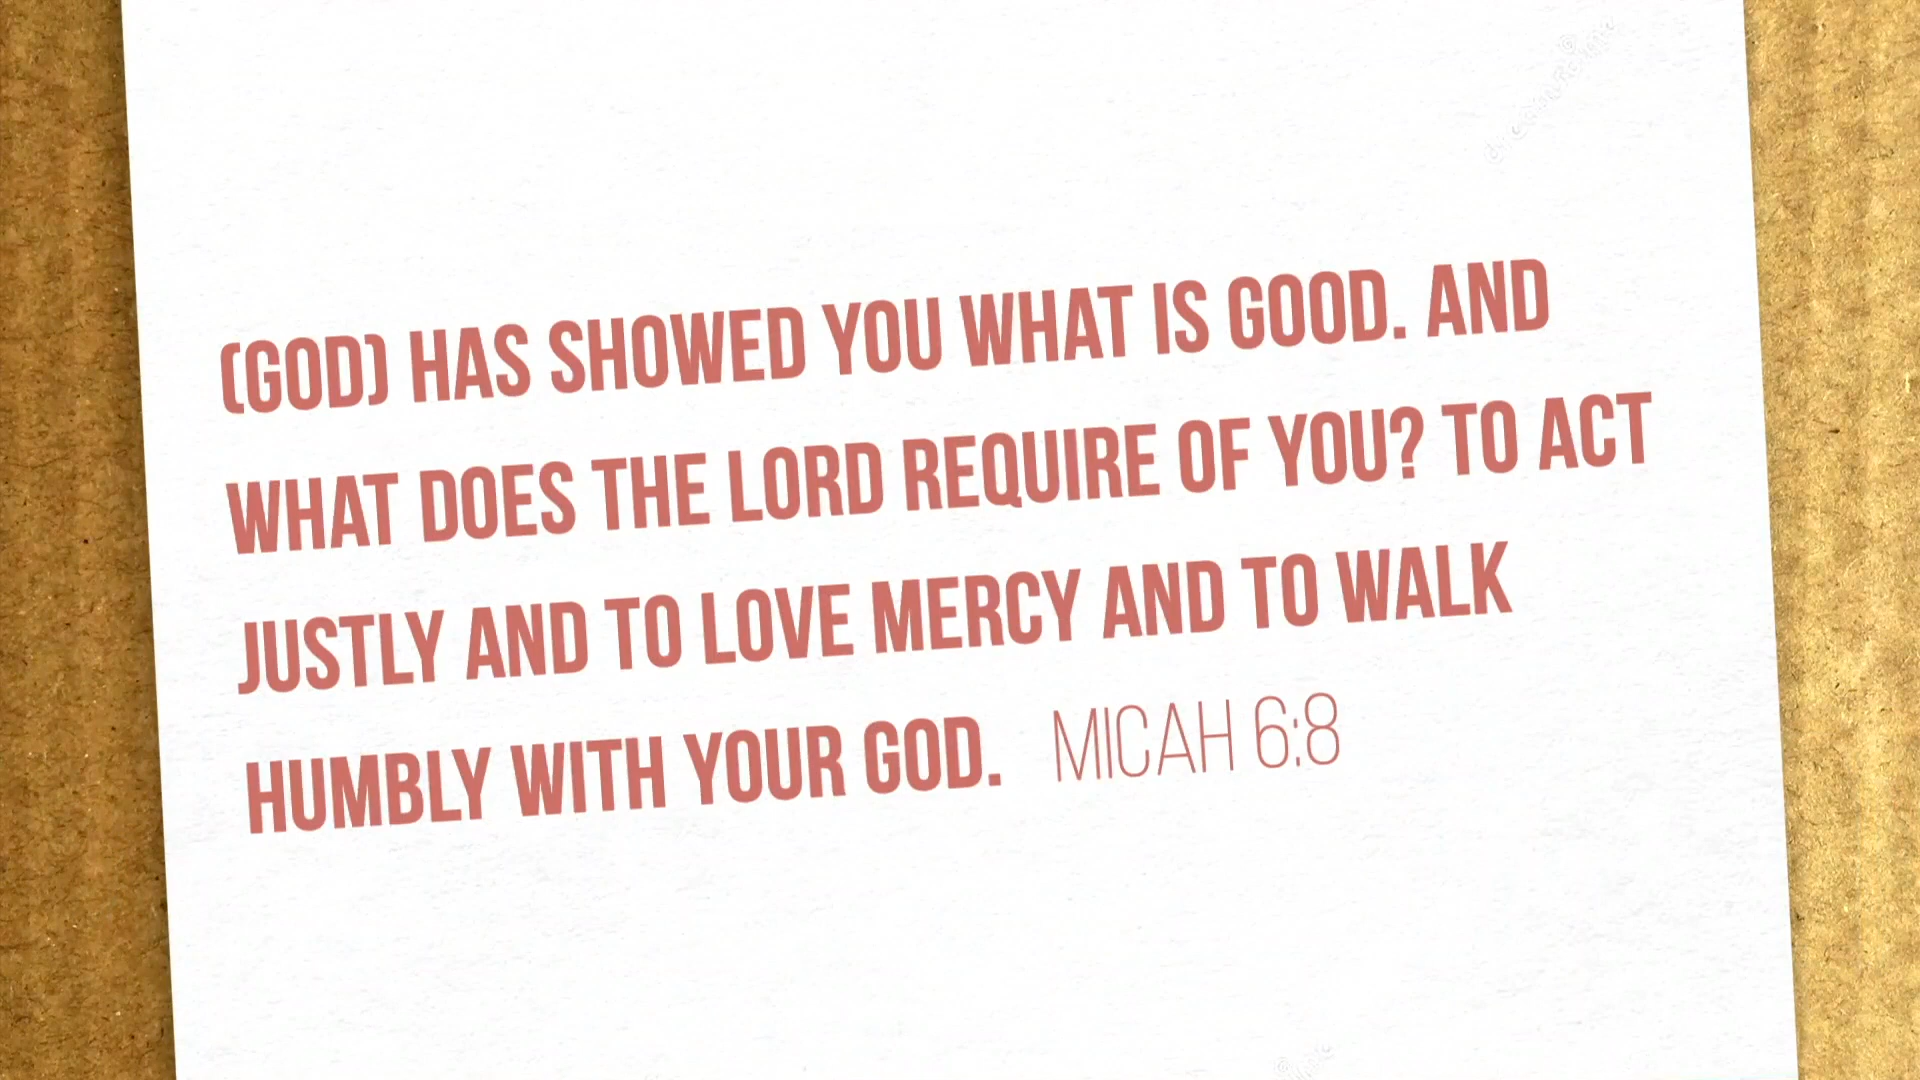 (GOD) HAS SHOWED YOU WHAT IS GOOD. AND
WHAT DOES THE LORD REQUIRE OF YOU? TO ACT
JUSTLY AND TO LOVE MERCY AND TO WALK
HUMBLY WITH YOUR GOD. MICAH 6:8